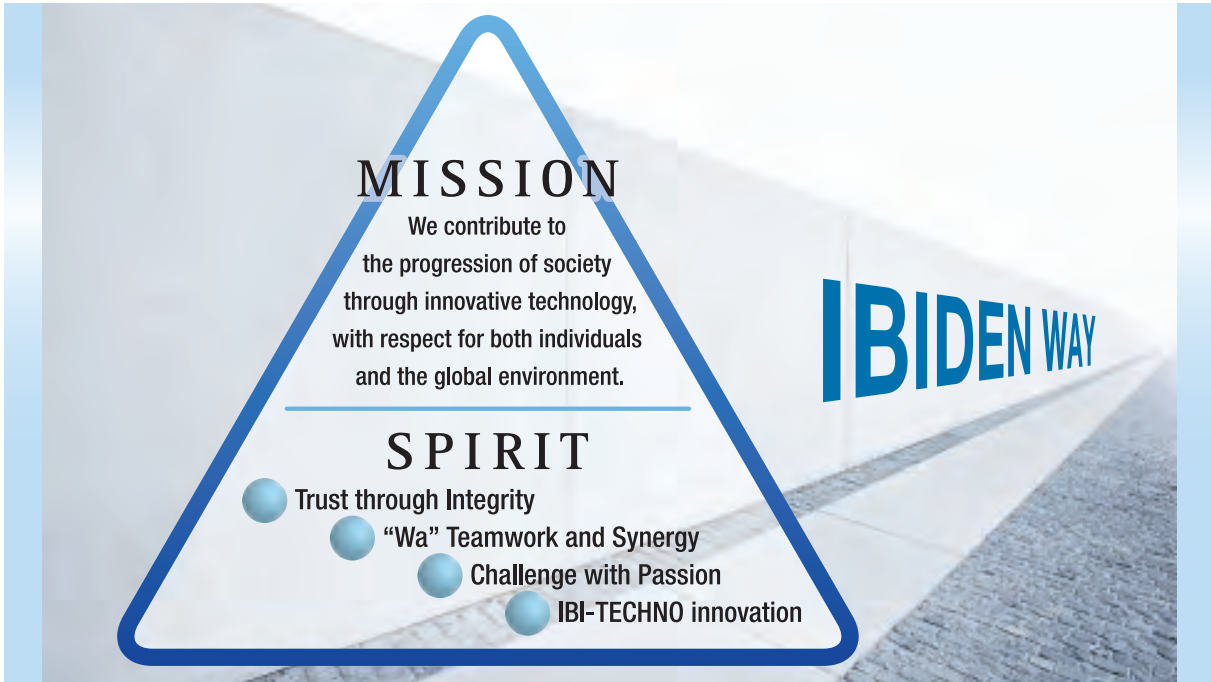 MISSION
We contribute to
the progression of society
through innovative technology,
with respect for both individuals
and the global environment.
SPIRIT
Trust through Integrity
“Wa” Teamwork and Synergy
Challenge with Passion
IBI-TECHNO innovation
IBIDEN WAY